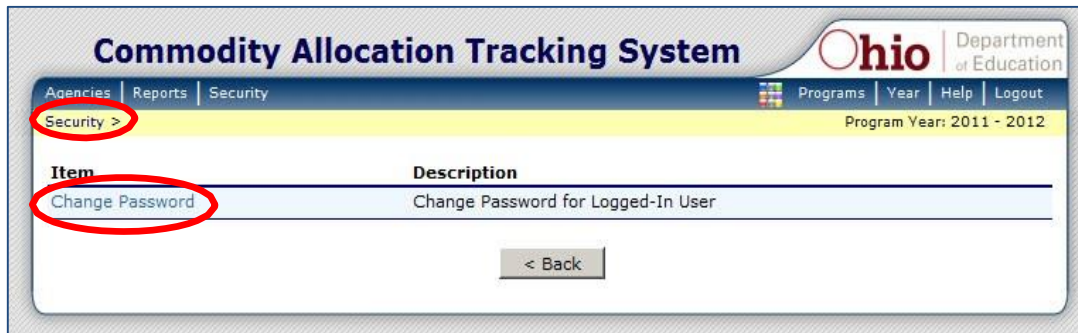 Commodity Allocation Tracking System
Ohio Department of Education
Agencies | Reports | Security Programs | Year | Help | Logout
Security > Program Year: 2011 - 2012
Item Description
Change Password Change Password for Logged-In User
< Back